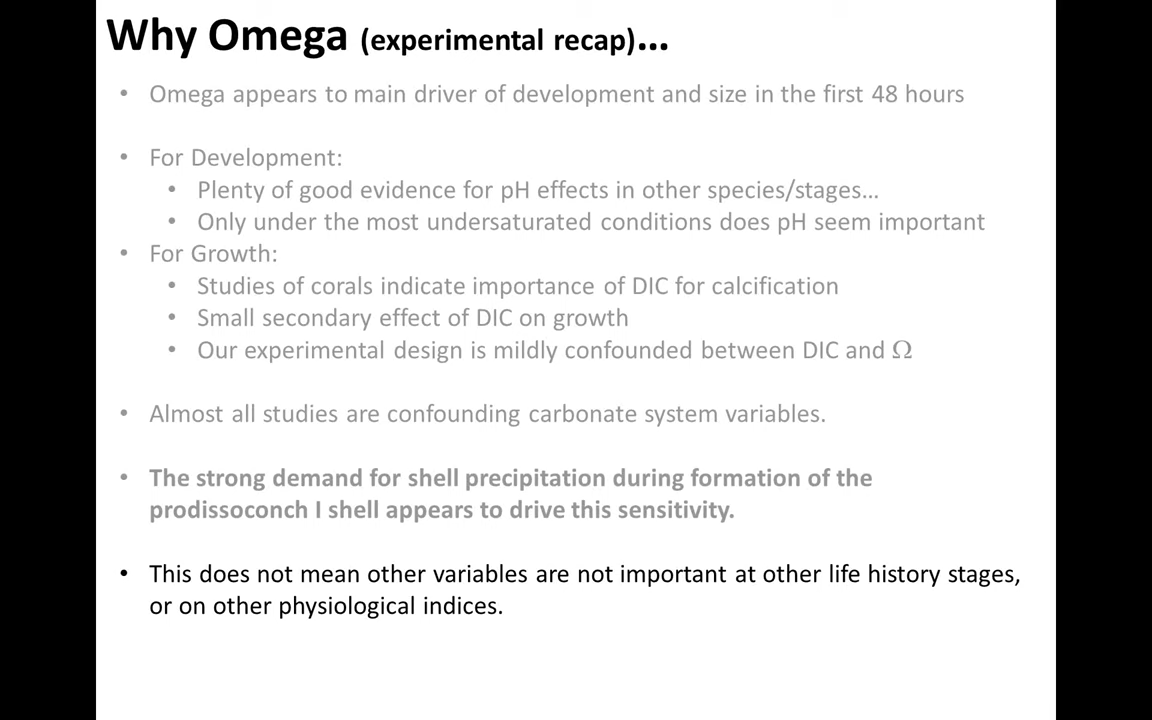 Why Omega (experimental recap)...
• Omega appears to main driver of development and size in the first 48 hours
• For Development:
• Plenty of good evidence for pH effects in other species/stages…
• Only under the most undersaturated conditions does pH seem important
• For Growth:
• Studies of corals indicate importance of DIC for calcification
• Small secondary effect of DIC on growth
• Our experimental design is mildly confounded between DIC and Ω
• Almost all studies are confounding carbonate system variables.
• The strong demand for shell precipitation during formation of the
prodissoconch I shell appears to drive this sensitivity.
• This does not mean other variables are not important at other life history stages,
or on other physiological indices.